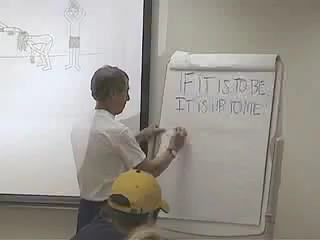 IF IT IS TO BE
IT IS UP TO ME